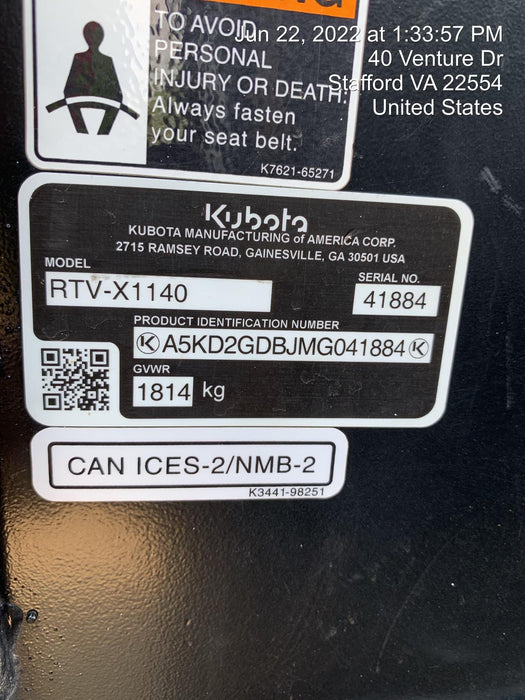 Jun 22, 2022 at 1:33:57 PM
40 Venture Dr
Stafford VA 22554
United States
TO AVOID
PERSONAL
INJURY OR DEATH:
Always fasten
your seat belt.
K7621-65271
Kubota
KUBOTA MANUFACTURING of AMERICA CORP.
2715 RAMSEY ROAD, GAINESVILLE, GA 30501 USA
MODEL
RTV-X1140
SERIAL NO.
41884
PRODUCT IDENTIFICATION NUMBER
Ⓚ A5KD2GDBJMG041884 Ⓚ
GVWR
1814 kg
CAN ICES-2/NMB-2
K3441-98251